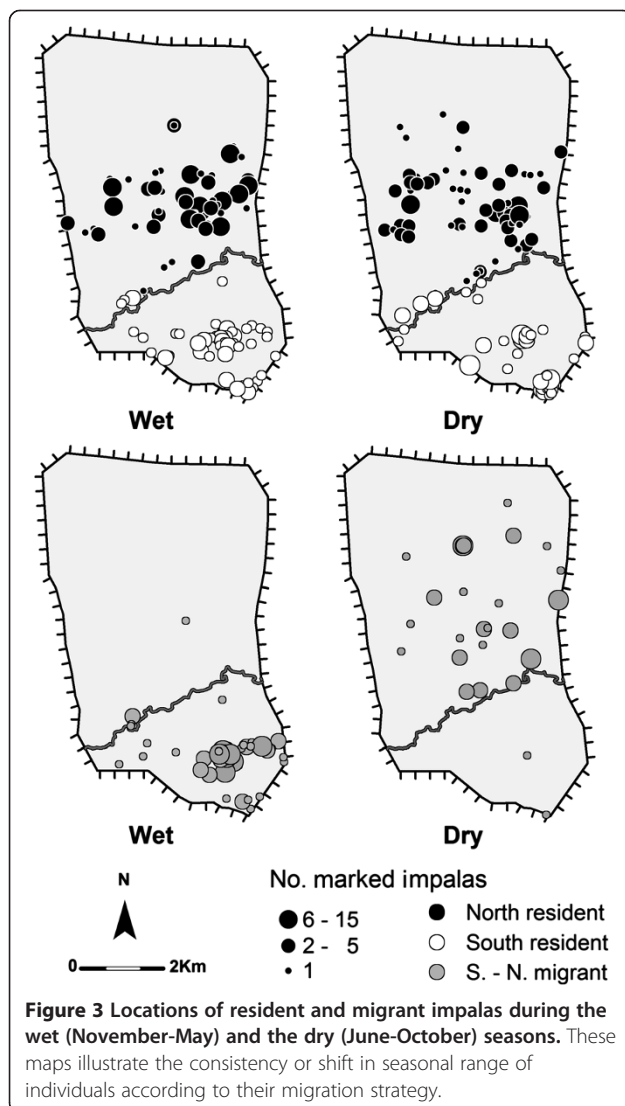 Wet
Dry
Wet
Dry
N
0 2Km
No. marked impalas
6 - 15
2 - 5
1
North resident
South resident
S. - N. migrant
Figure 3 Locations of resident and migrant impalas during the
wet (November-May) and the dry (June-October) seasons. These
maps illustrate the consistency or shift in seasonal range of
individuals according to their migration strategy.